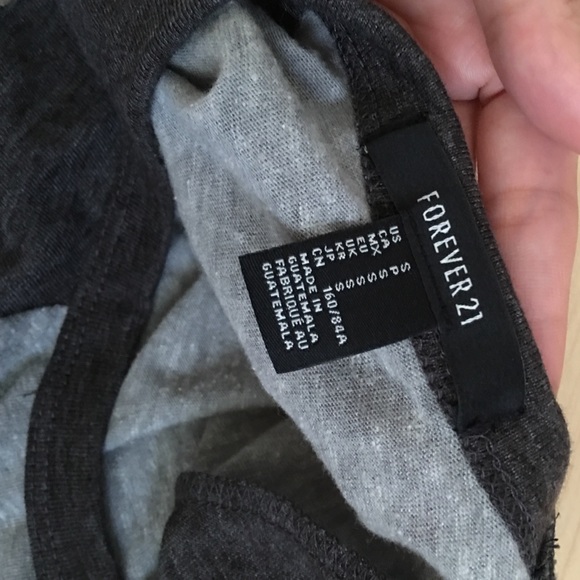 FOREVER 21
US S
CA P
MX S
EU S
UK S
KR S
JP S
CN 160/84A
MADE IN
GUATEMALA
FABRIQUÉ AU
GUATEMALA